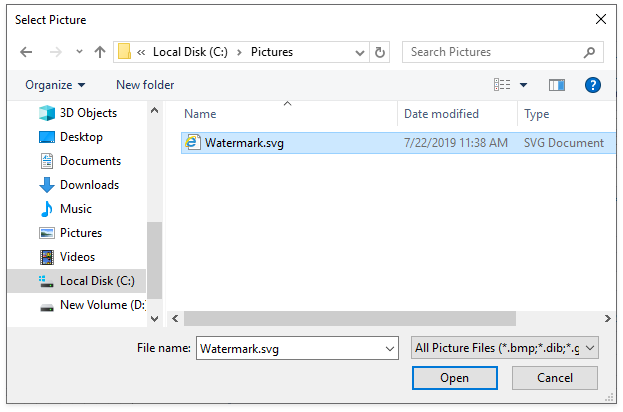 Select Picture
« Local Disk (C:) › Pictures
Search Pictures
Organize
New folder
3D Objects
Desktop
Documents
Downloads
Music
Pictures
Videos
Local Disk (C:)
New Volume (D:
Name Date modified Type
Watermark.svg 7/22/2019 11:38 AM SVG Document
File name: Watermark.svg
All Picture Files (*.bmp;*.dib;*.g
Open Cancel